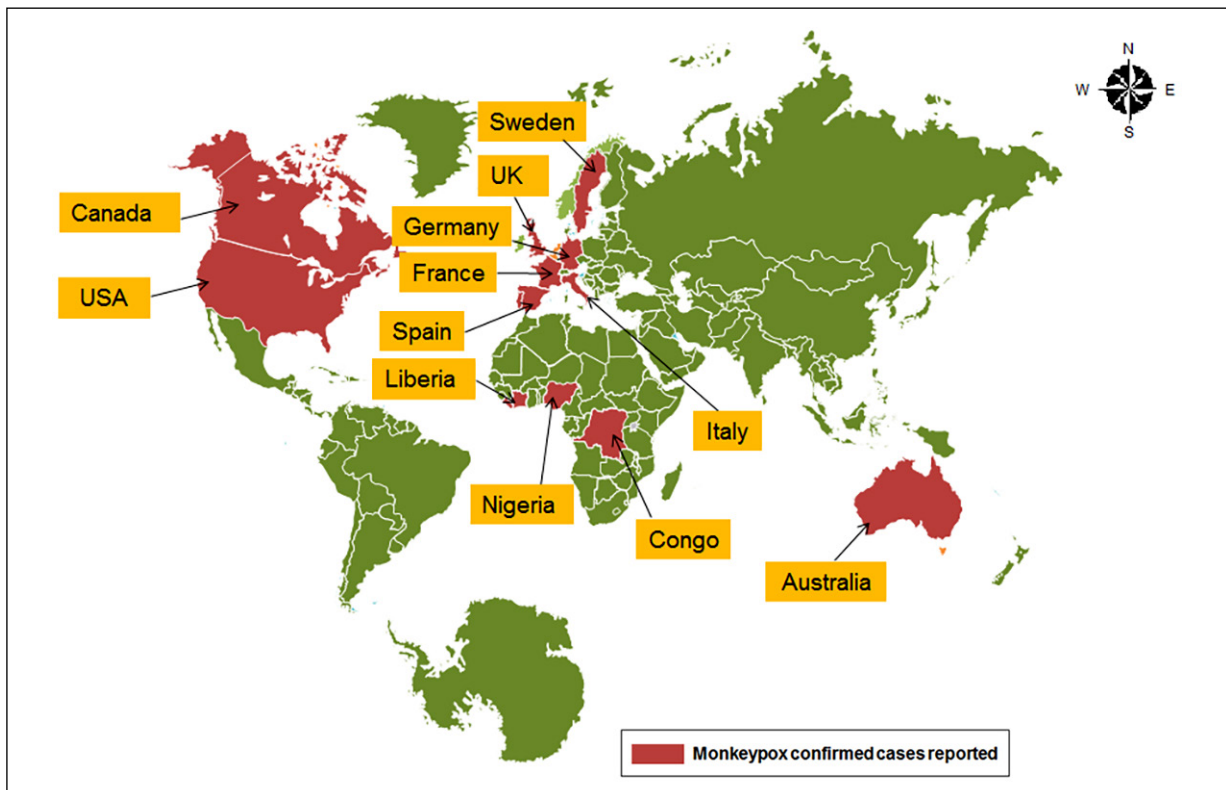 N
W E
S
Sweden
UK
Canada
Germany
France
USA
Spain
Liberia
Italy
Nigeria
Congo
Australia
Monkeypox confirmed cases reported